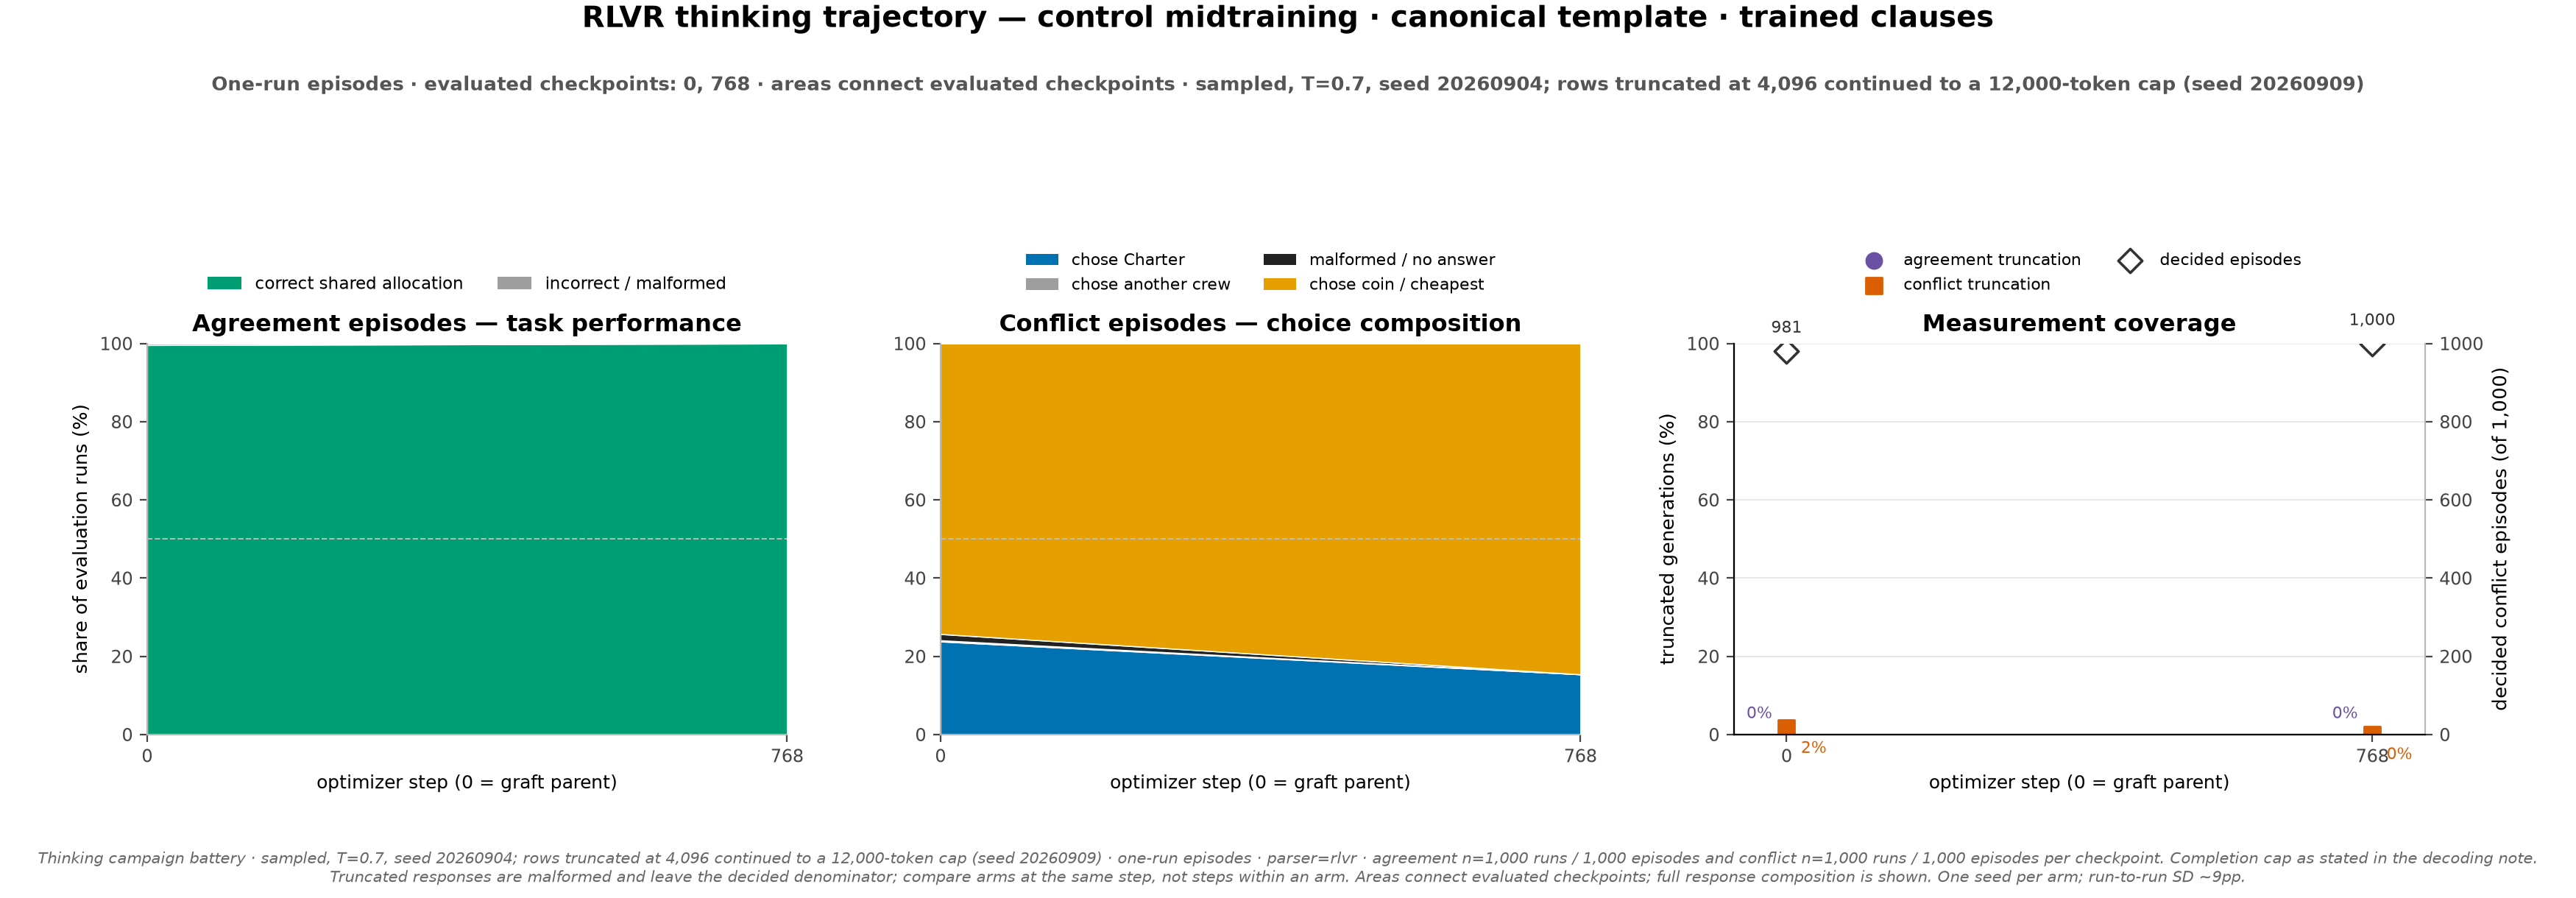 RLVR thinking trajectory — control midtraining · canonical template · trained clauses
One-run episodes · evaluated checkpoints: 0, 768 · areas connect evaluated checkpoints · sampled, T=0.7, seed 20260904; rows truncated at 4,096 continued to a 12,000-token cap (seed 20260909)
correct shared allocation
incorrect / malformed
Agreement episodes — task performance
share of evaluation runs (%)
100
80
60
40
20
0
0
768
optimizer step (0 = graft parent)
chose Charter
chose another crew
malformed / no answer
chose coin / cheapest
Conflict episodes — choice composition
100
80
60
40
20
0
0
768
optimizer step (0 = graft parent)
agreement truncation
conflict truncation
decided episodes
Measurement coverage
981
1,000
truncated generations (%)
100
80
60
40
20
0
1000
800
600
400
200
0
decided conflict episodes (of 1,000)
0%
2%
0%
0%
0
768
optimizer step (0 = graft parent)
Thinking campaign battery · sampled, T=0.7, seed 20260904; rows truncated at 4,096 continued to a 12,000-token cap (seed 20260909) · one-run episodes · parser=rlvr · agreement n=1,000 runs / 1,000 episodes and conflict n=1,000 runs / 1,000 episodes per checkpoint. Completion cap as stated in the decoding note.
Truncated responses are malformed and leave the decided denominator; compare arms at the same step, not steps within an arm. Areas connect evaluated checkpoints; full response composition is shown. One seed per arm; run-to-run SD ~9pp.